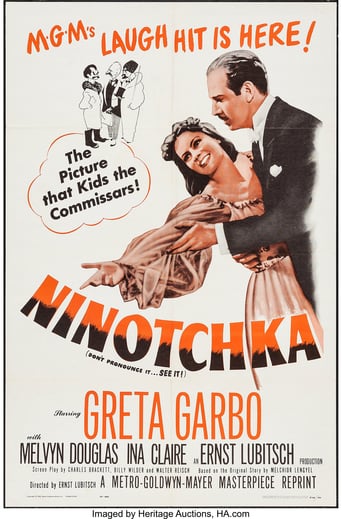 M·G·M's LAUGH HIT IS HERE!
The
Picture
that Kids the
Commissars!
NINOTCHKA
(DON'T PRONOUNCE IT...SEE IT!)
Starring GRETA GARBO
with MELVYN DOUGLAS INA CLAIRE AN ERNST LUBITSCH PRODUCTION
Screen Play by CHARLES BRACKETT, BILLY WILDER and WALTER REISCH Based on the Original Story by MELCHIOR LENGYEL
Directed by ERNST LUBITSCH A METRO-GOLDWYN-MAYER MASTERPIECE REPRINT
Imaged by Heritage Auctions, HA.com